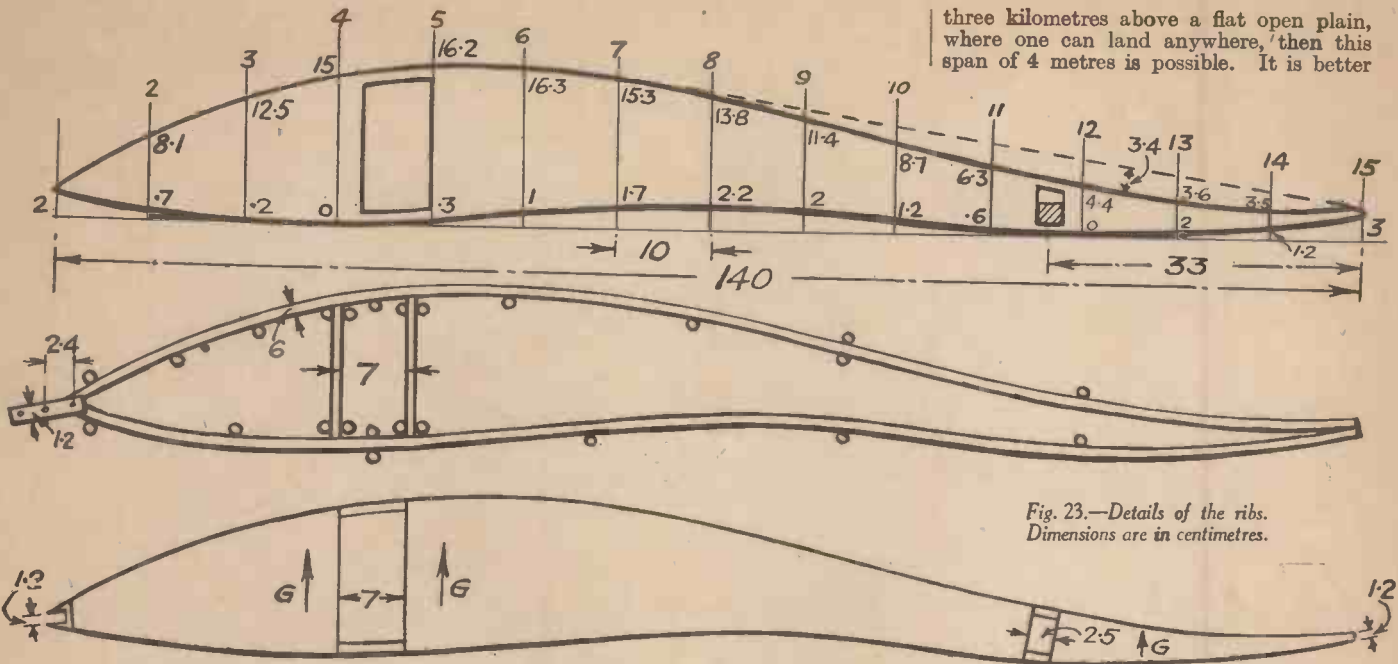 three kilometres above a flat open plain,
where one can land anywhere, then this
span of 4 metres is possible. It is better
2 3 4 5 6 7 8 9 10 11 12 13 14 15
8·1 12·5 15 16·2 16·3 15·3 13·8 11·4 8·7 6·3 4·4 3·4 3·6 3·5
2 ·7 ·2 0 ·3 1 1·7 2·2 2 1·2 ·6 0 2 1·2 3
10 33
140
2·4 6 7
1·2
Fig. 23.—Details of the ribs.
Dimensions are in centimetres.
1·2 G 7 G 2·5 G 1·2